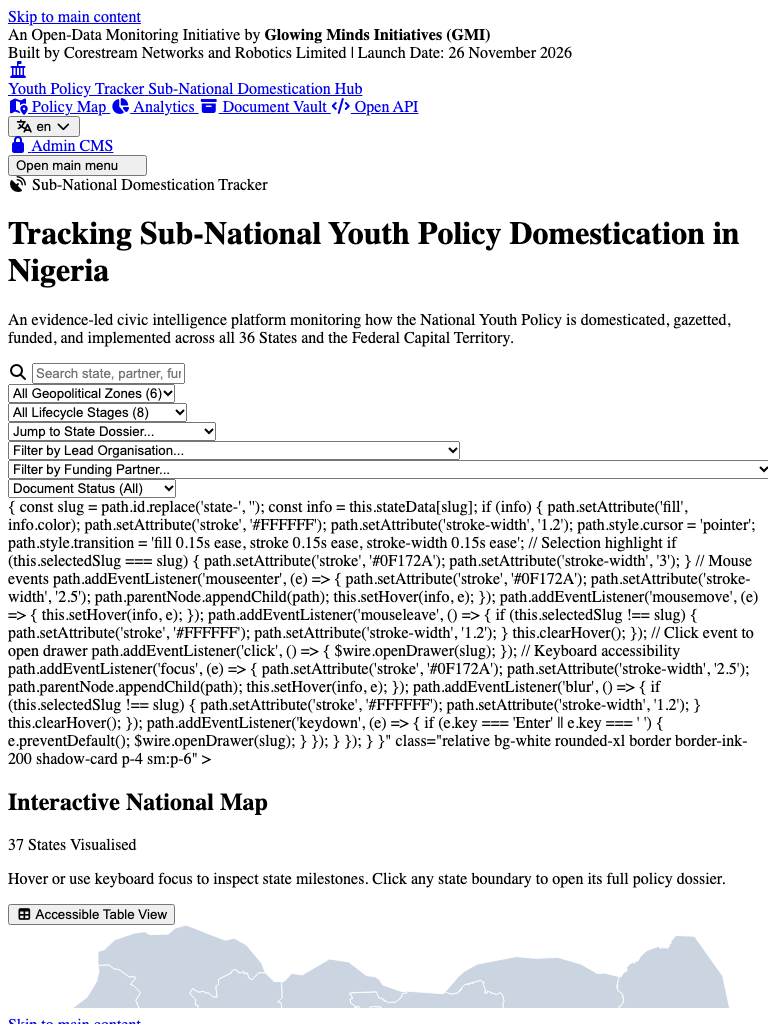 Skip to main content
An Open-Data Monitoring Initiative by Glowing Minds Initiatives (GMI)
Built by Corestream Networks and Robotics Limited | Launch Date: 26 November 2026
Youth Policy Tracker Sub-National Domestication Hub
Policy Map Analytics Document Vault Open API
en
Admin CMS
Open main menu
Sub-National Domestication Tracker
Tracking Sub-National Youth Policy Domestication in
Nigeria
An evidence-led civic intelligence platform monitoring how the National Youth Policy is domesticated, gazetted,
funded, and implemented across all 36 States and the Federal Capital Territory.
Search state, partner, fur
All Geopolitical Zones (6)
All Lifecycle Stages (8)
Jump to State Dossier...
Filter by Lead Organisation...
Filter by Funding Partner...
Document Status (All)
{ const slug = path.id.replace('state-', ''); const info = this.stateData[slug]; if (info) { path.setAttribute('fill',
info.color); path.setAttribute('stroke', '#FFFFFF'); path.setAttribute('stroke-width', '1.2'); path.style.cursor = 'pointer';
path.style.transition = 'fill 0.15s ease, stroke 0.15s ease, stroke-width 0.15s ease'; // Selection highlight if
(this.selectedSlug === slug) { path.setAttribute('stroke', '#0F172A'); path.setAttribute('stroke-width', '3'); } // Mouse
events path.addEventListener('mouseenter', (e) => { path.setAttribute('stroke', '#0F172A'); path.setAttribute('stroke-
width', '2.5'); path.parentNode.appendChild(path); this.setHover(info, e); }); path.addEventListener('mousemove', (e)
=> { this.setHover(info, e); }); path.addEventListener('mouseleave', () => { if (this.selectedSlug !== slug) {
path.setAttribute('stroke', '#FFFFFF'); path.setAttribute('stroke-width', '1.2'); } this.clearHover(); }); // Click event to
open drawer path.addEventListener('click', () => { $wire.openDrawer(slug); }); // Keyboard accessibility
path.addEventListener('focus', (e) => { path.setAttribute('stroke', '#0F172A'); path.setAttribute('stroke-width', '2.5');
path.parentNode.appendChild(path); this.setHover(info, e); }); path.addEventListener('blur', () => { if
(this.selectedSlug !== slug) { path.setAttribute('stroke', '#FFFFFF'); path.setAttribute('stroke-width', '1.2'); }
this.clearHover(); }); path.addEventListener('keydown', (e) => { if (e.key === 'Enter' || e.key === ' ') {
e.preventDefault(); $wire.openDrawer(slug); } }); } }); } }" class="relative bg-white rounded-xl border border-ink-
200 shadow-card p-4 sm:p-6" >
Interactive National Map
37 States Visualised
Hover or use keyboard focus to inspect state milestones. Click any state boundary to open its full policy dossier.
Accessible Table View
Skip to main content